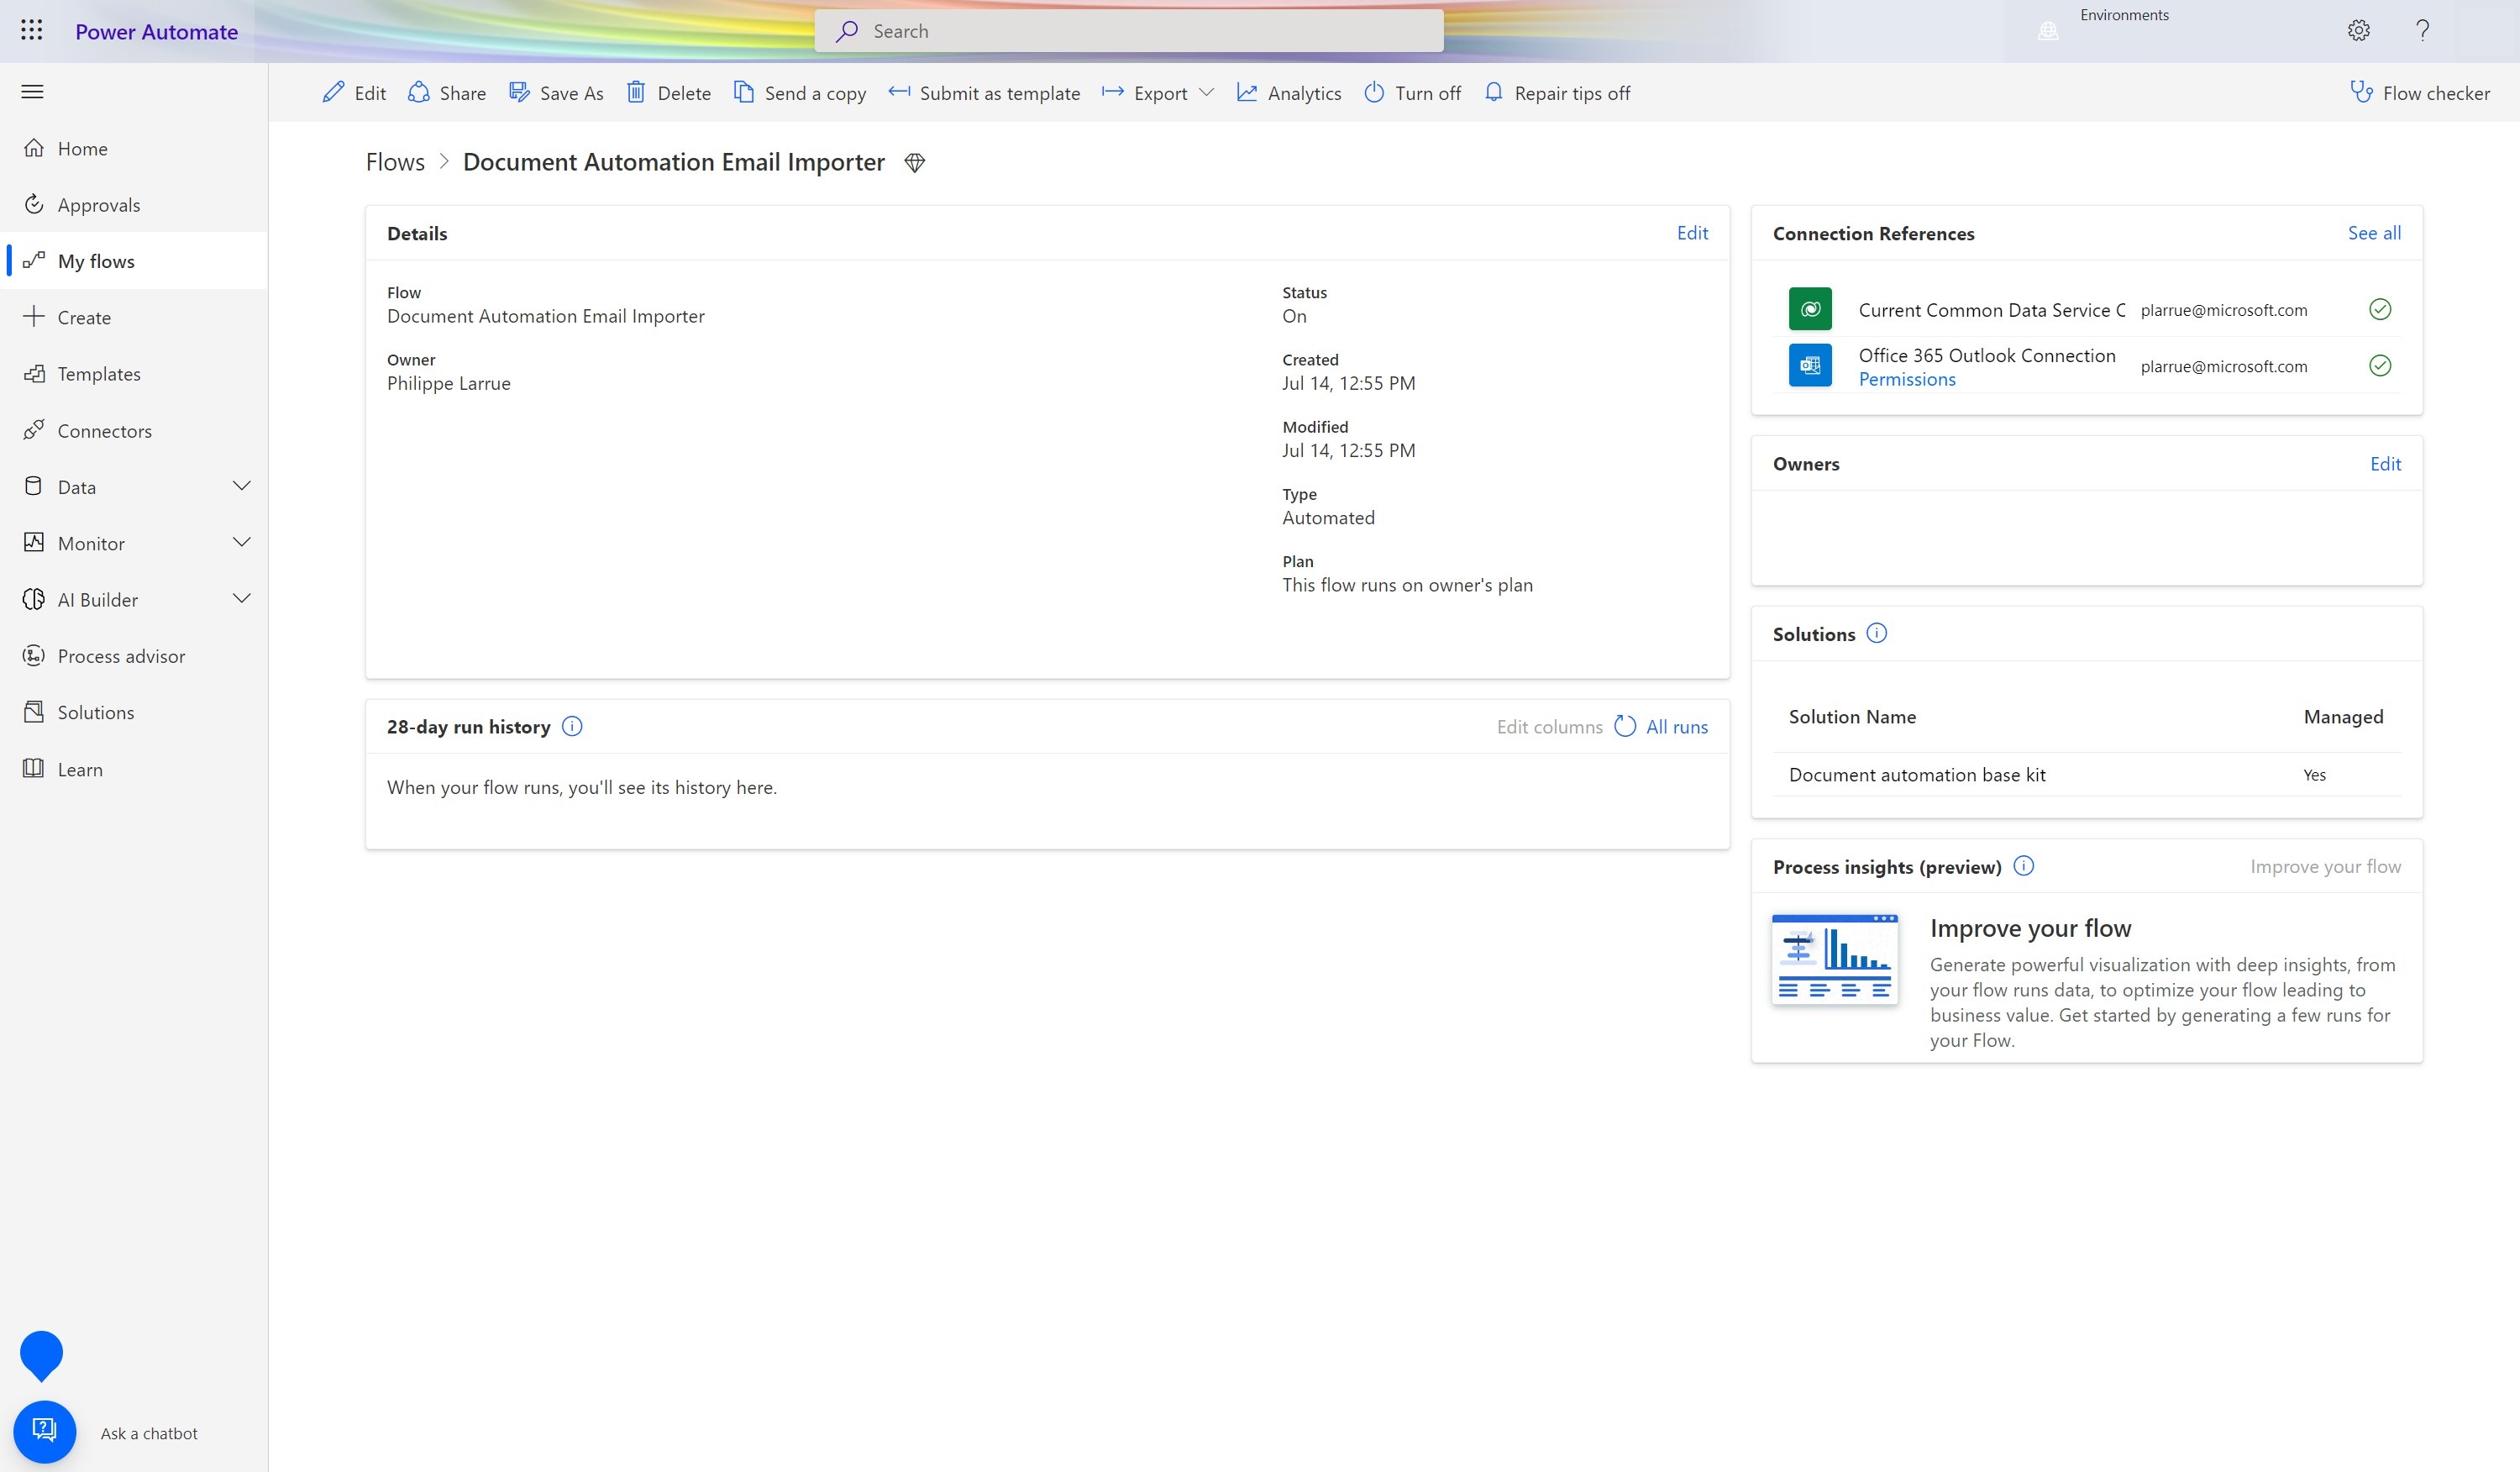 Power Automate
Search
Environments
Edit
Share
Save As
Delete
Send a copy
Submit as template
Export
Analytics
Turn off
Repair tips off
Flow checker
Home
Approvals
My flows
Create
Templates
Connectors
Data
Monitor
AI Builder
Process advisor
Solutions
Learn
Ask a chatbot
Flows > Document Automation Email Importer
Details
Edit
Flow
Document Automation Email Importer
Owner
Philippe Larrue
Status
On
Created
Jul 14, 12:55 PM
Modified
Jul 14, 12:55 PM
Type
Automated
Plan
This flow runs on owner's plan
28-day run history
Edit columns
All runs
When your flow runs, you'll see its history here.
Connection References
See all
Current Common Data Service C
plarrue@microsoft.com
Office 365 Outlook Connection
Permissions
plarrue@microsoft.com
Owners
Edit
Solutions
Solution Name
Managed
Document automation base kit
Yes
Process insights (preview)
Improve your flow
Improve your flow
Generate powerful visualization with deep insights, from
your flow runs data, to optimize your flow leading to
business value. Get started by generating a few runs for
your Flow.